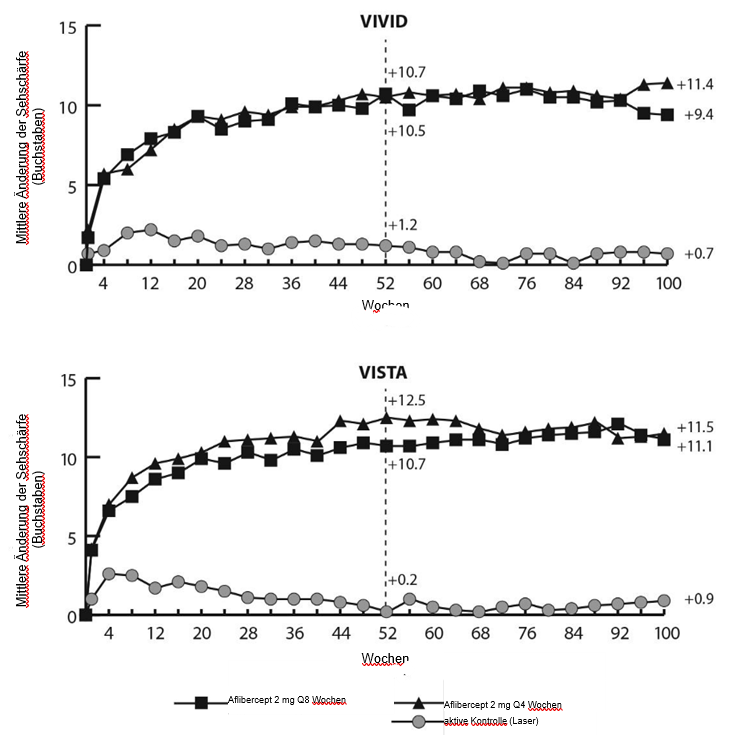 VIVID
Mittlere Änderung der Sehschärfe
(Buchstaben)
15
10
5
0
+10.7
+10.5
+1.2
+11.4
+9.4
+0.7
4 12 20 28 36 44 52 60 68 76 84 92 100
Wochen
VISTA
Mittlere Änderung der Sehschärfe
(Buchstaben)
15
10
5
0
+12.5
+10.7
+0.2
+11.5
+11.1
+0.9
4 12 20 28 36 44 52 60 68 76 84 92 100
Wochen
Aflibercept 2 mg Q8 Wochen
Aflibercept 2 mg Q4 Wochen
aktive Kontrolle (Laser)